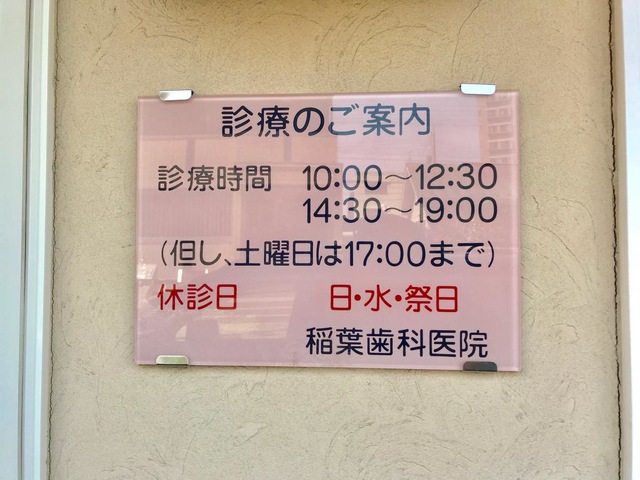 診療のご案内
診療時間 10:00〜12:30
14:30〜19:00
(但し、土曜日は17:00まで)
休診日 日・水・祭日
稲葉歯科医院